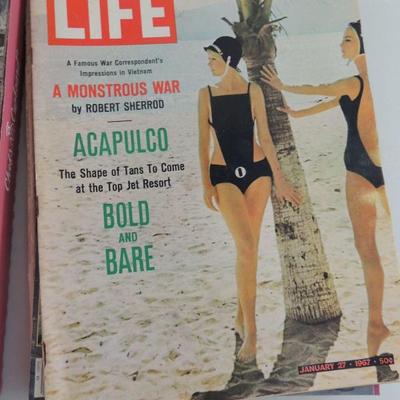 LIFE
A Famous War Correspondent's
Impressions in Vietnam
A MONSTROUS WAR
by ROBERT SHERROD
ACAPULCO
The Shape of Tans To Come
at the Top Jet Resort
BOLD
AND
BARE
JANUARY 27 · 1967 · 50¢